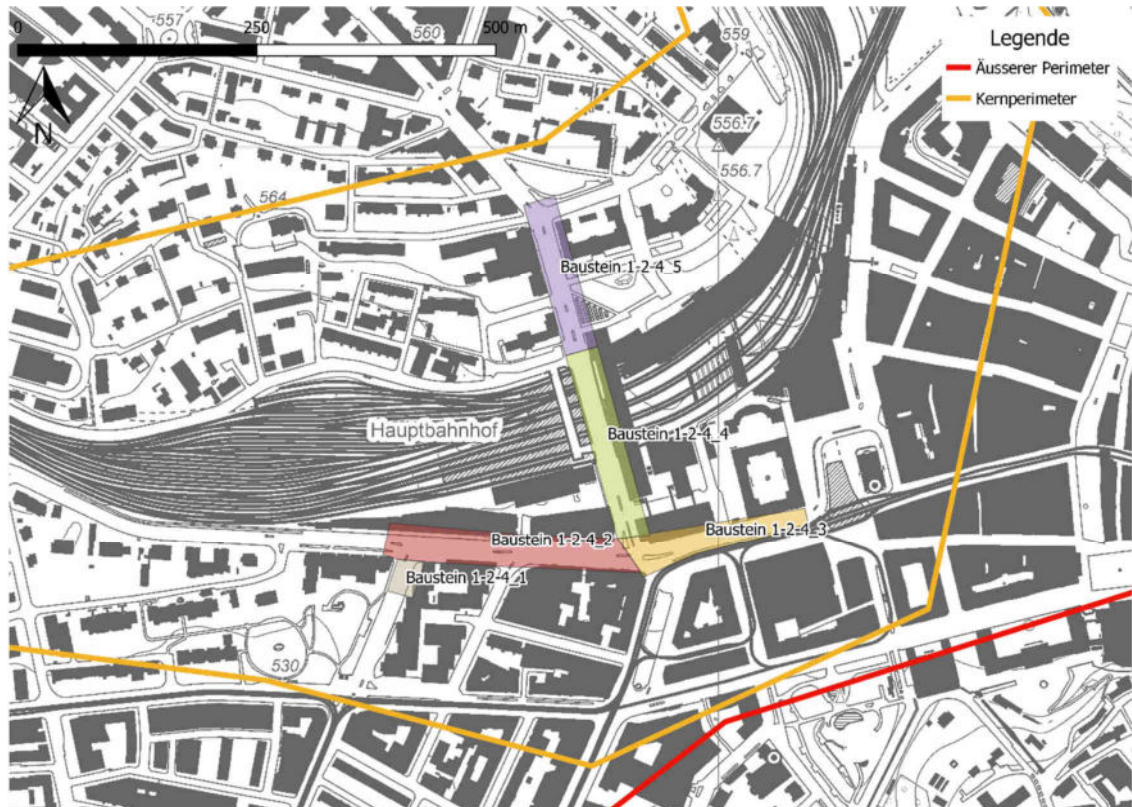 0
250
500 m
557
560
559
Legende
Äusserer Perimeter
Kernperimeter
N
556.7
556.7
564
Baustein 1-2-4_5
Hauptbahnhof
Baustein 1-2-4_4
Baustein 1-2-4_3
Baustein 1-2-4_2
Baustein 1-2-4_1
530